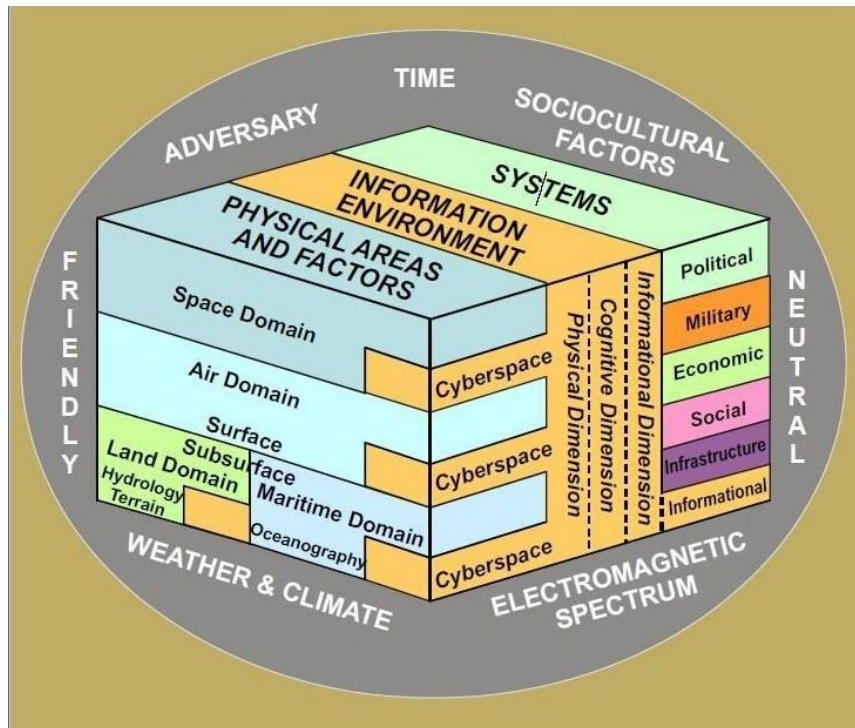 TIME
ADVERSARY
SOCIOCULTURAL
FACTORS
SYSTEMS
INFORMATION
ENVIRONMENT
PHYSICAL AREAS
AND FACTORS
FRIENDLY
NEUTRAL
Space Domain
Air Domain
Surface
Subsurface
Land Domain
Hydrology
Terrain
Maritime Domain
Oceanography
Cyberspace
Cyberspace
Cyberspace
Physical Dimension
Cognitive Dimension
Informational Dimension
Political
Military
Economic
Social
Infrastructure
Informational
WEATHER & CLIMATE
ELECTROMAGNETIC
SPECTRUM